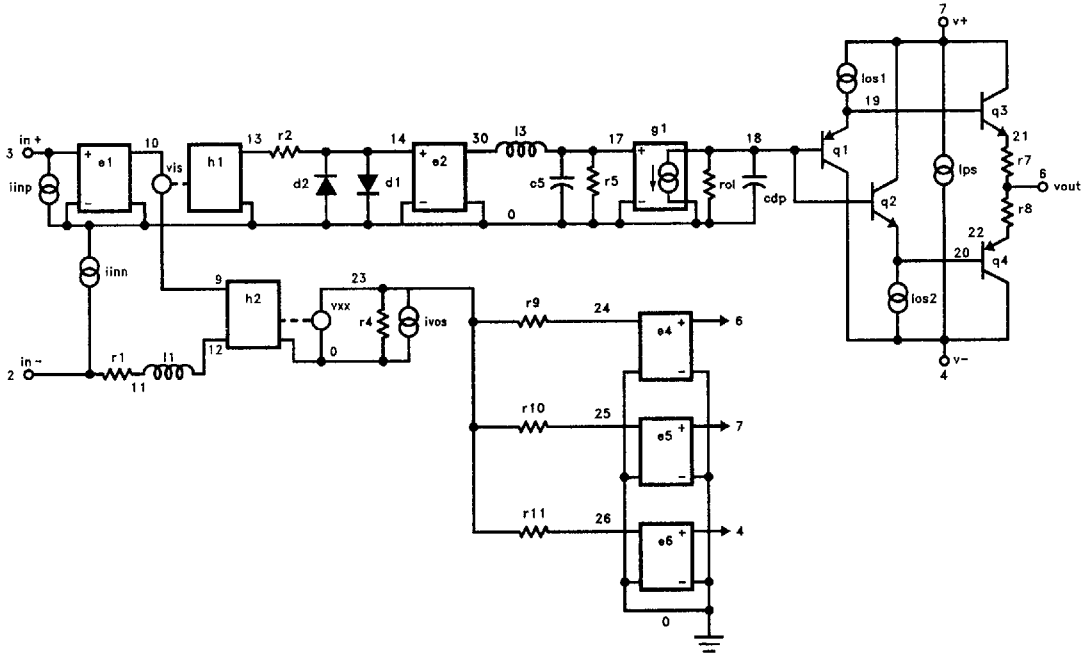 7
v+
Ios1
19
q3
in+
3
e1
+
-
10
vis
h1
13
r2
14
+
e2
-
30
l3
17
g1
+
-
18
q1
21
r7
6
vout
iinp
d2
d1
c5
r5
rol
cdp
Ips
q2
r8
0
22
20
q4
iinn
9
h2
23
vxx
r4
ivos
Ios2
r9
24
e4
+
-
6
v-
4
in-
2
r1
11
l1
12
0
r10
25
e5
+
-
7
r11
26
e6
+
-
4
0